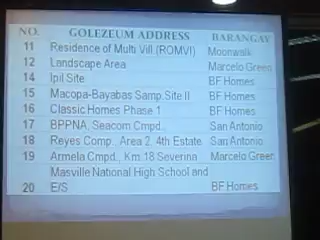 NO. GOLEZEUM ADDRESS BARANGAY
11 Residence of Multi Vill.(ROMVI) Moonwalk
12 Landscape Area Marcelo Green
14 Ipil Site BF Homes
15 Macopa-Bayabas Samp.Site II BF Homes
16 Classic Homes Phase 1 BF Homes
17 BPPNA, Seacom Cmpd., San Antonio
18 Reyes Comp., Area 2, 4th Estate San Antonio
19 Armela Cmpd., Km.18 Severina Marcelo Green
Masville National High School and
20 E/S BF Homes